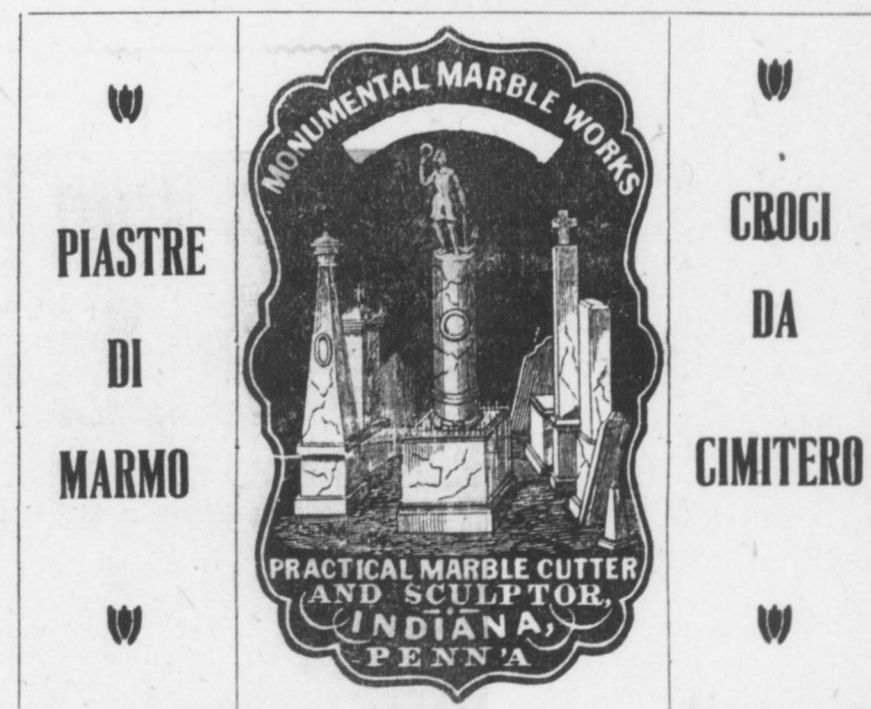 PIASTRE
DI
MARMO
MONUMENTAL MARBLE WORKS
PRACTICAL MARBLE CUTTER
AND SCULPTOR,
INDIANA,
PENN'A
CROCI
DA
CIMITERO